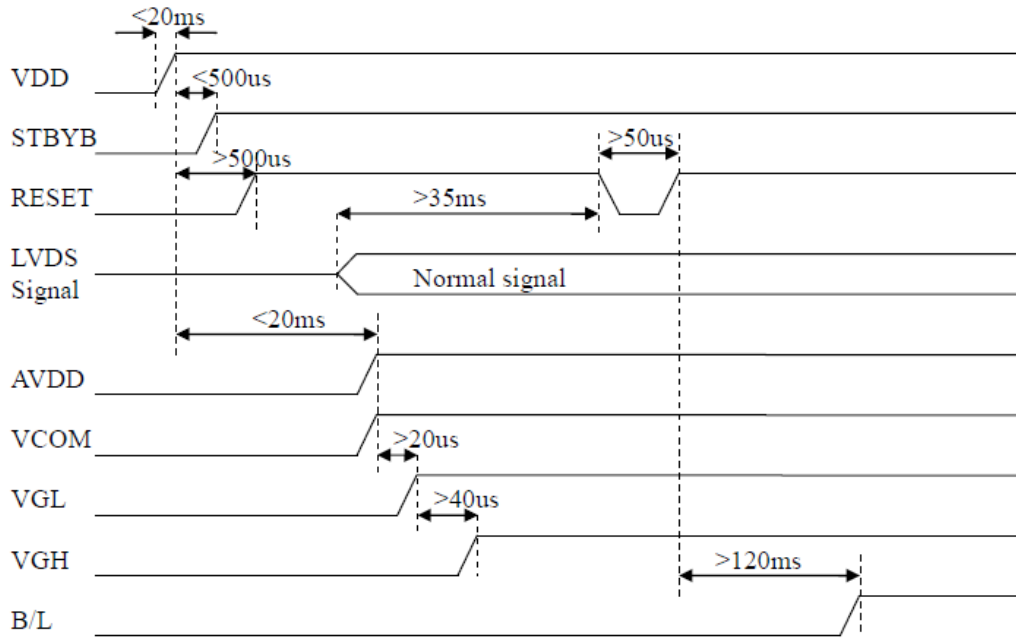 <20ms
VDD
<500us
STBYB
>500us
>50us
RESET
>35ms
LVDS
Signal
Normal signal
<20ms
AVDD
VCOM
>20us
VGL
>40us
VGH
>120ms
B/L